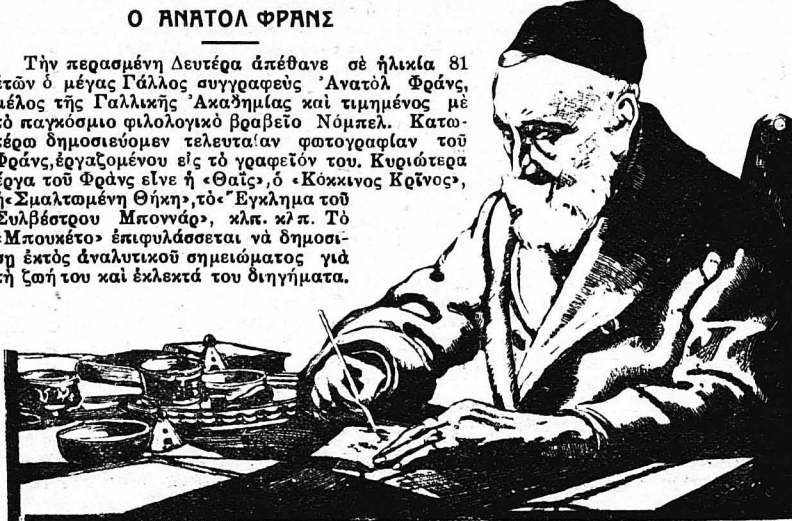 Ο ΑΝΑΤΟΛ ΦΡΑΝΣ
Τὴν περασμένη Δευτέρα ἀπέθανε σὲ ἡλικία 81
ἐτῶν ὁ μέγας Γάλλος συγγραφεὺς Ἀνατὸλ Φράνς,
μέλος τῆς Γαλλικῆς Ἀκαδημίας καὶ τιμημένος μὲ
τὸ παγκόσμιο φιλολογικὸ βραβεῖο Νόμπελ. Κατω-
τέρω δημοσιεύομεν τελευταίαν φωτογραφίαν τοῦ
Φράνς, ἐργαζομένου εἰς τὸ γραφεῖόν του. Κυριώτερα
ἔργα τοῦ Φρὰνς εἶνε ἡ «Θαΐς», ὁ «Κόκκινος Κρῖνος»,
ἡ «Σμαλτωμένη Θήκη», τὸ «Ἔγκλημα τοῦ
Συλβέστρου Μποννάρ», κλπ. κλπ. Τὸ
«Μπουκέτο» ἐπιφυλάσσεται νὰ δημοσι-
σῃ ἐκτὸς ἀναλυτικοῦ σημειώματος γιὰ
τὴ ζωή του καὶ ἐκλεκτά του διηγήματα.